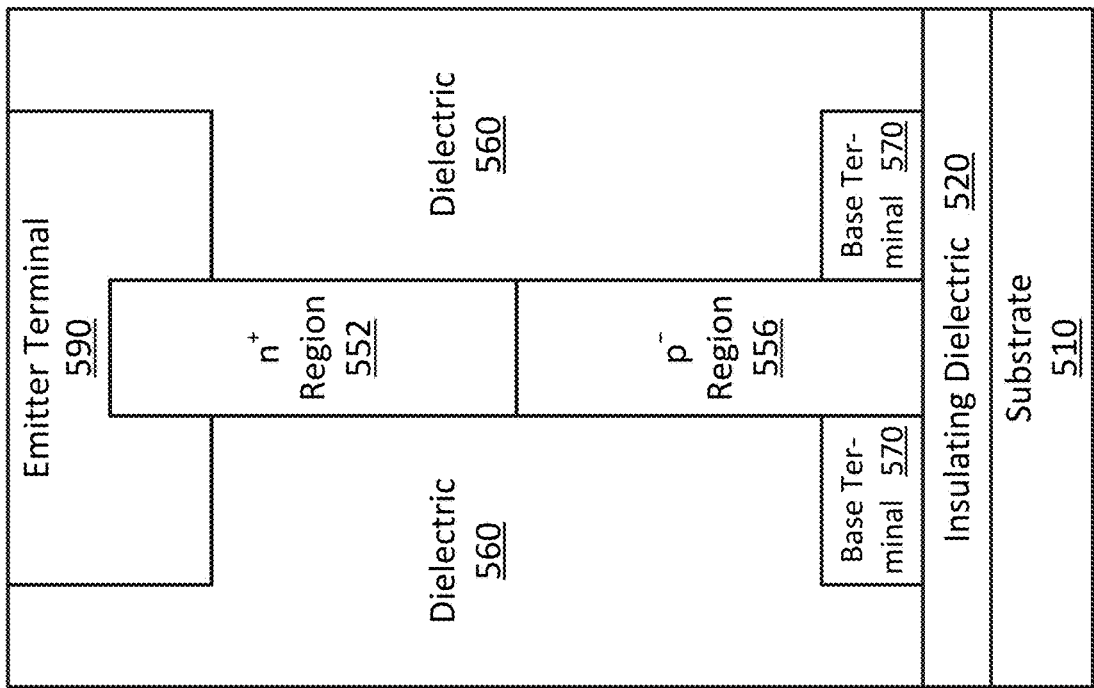 Emitter Terminal
590
Dielectric
560
n⁺
Region
552
Dielectric
560
p⁻
Region
556
Base Ter-
minal 570
Base Ter-
minal 570
Insulating Dielectric 520
Substrate
510